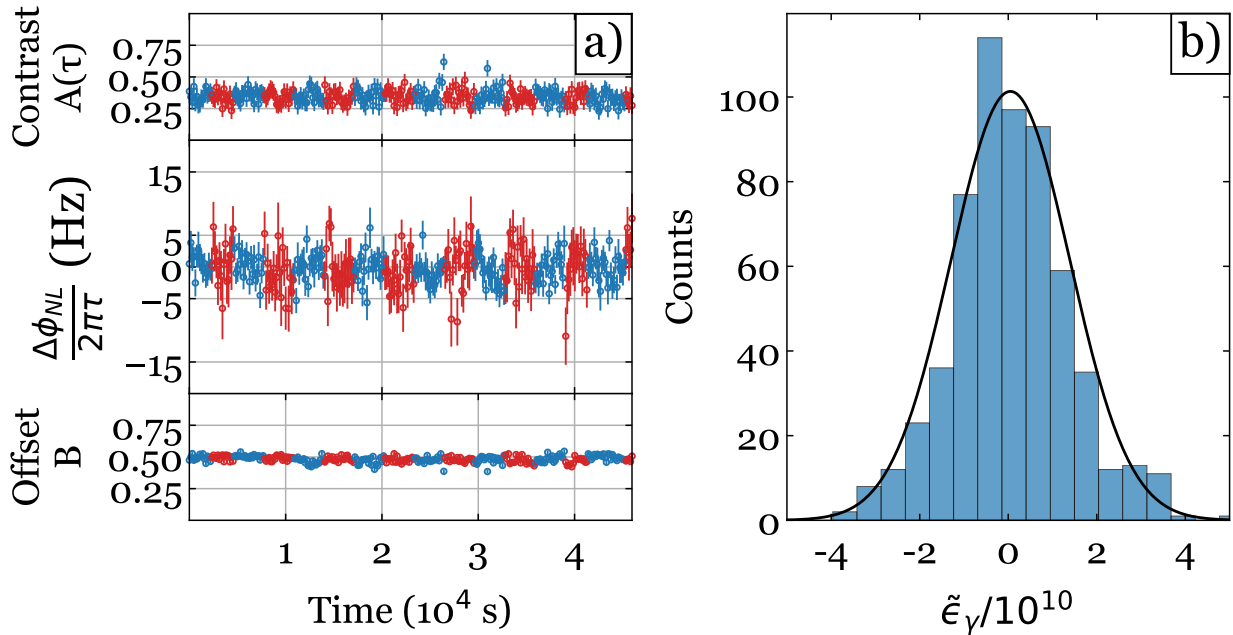 Contrast
A(τ)
0.75
0.50
0.25
a)
Δϕ_NL/2πτ (Hz)
15
5
0
−5
−15
Offset
B
0.75
0.50
0.25
1 2 3 4
Time (10⁴ s)
b)
Counts
100
80
60
40
20
0
-4 -2 0 2 4
ϵ̃_γ/10¹⁰